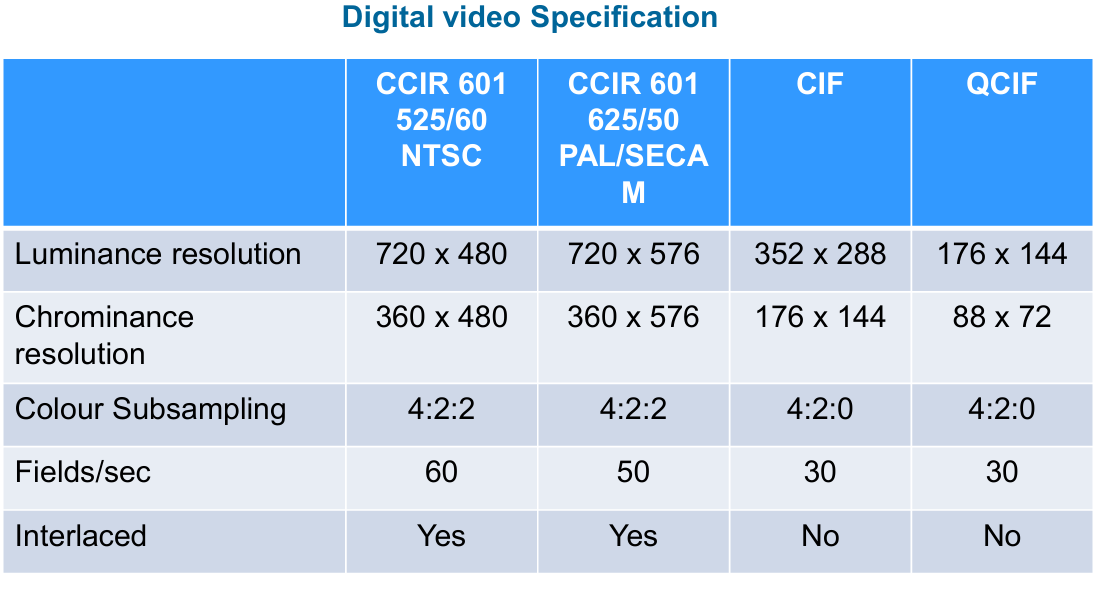 Digital video Specification
CCIR 601 525/60 NTSC | CCIR 601 625/50 PAL/SECA M | CIF | QCIF
Luminance resolution | 720 x 480 | 720 x 576 | 352 x 288 | 176 x 144
Chrominance resolution | 360 x 480 | 360 x 576 | 176 x 144 | 88 x 72
Colour Subsampling | 4:2:2 | 4:2:2 | 4:2:0 | 4:2:0
Fields/sec | 60 | 50 | 30 | 30
Interlaced | Yes | Yes | No | No